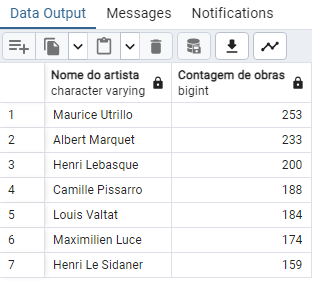 Data Output Messages Notifications
Nome do artista Contagem de obras
character varying bigint
1 Maurice Utrillo 253
2 Albert Marquet 233
3 Henri Lebasque 200
4 Camille Pissarro 188
5 Louis Valtat 184
6 Maximilien Luce 174
7 Henri Le Sidaner 159